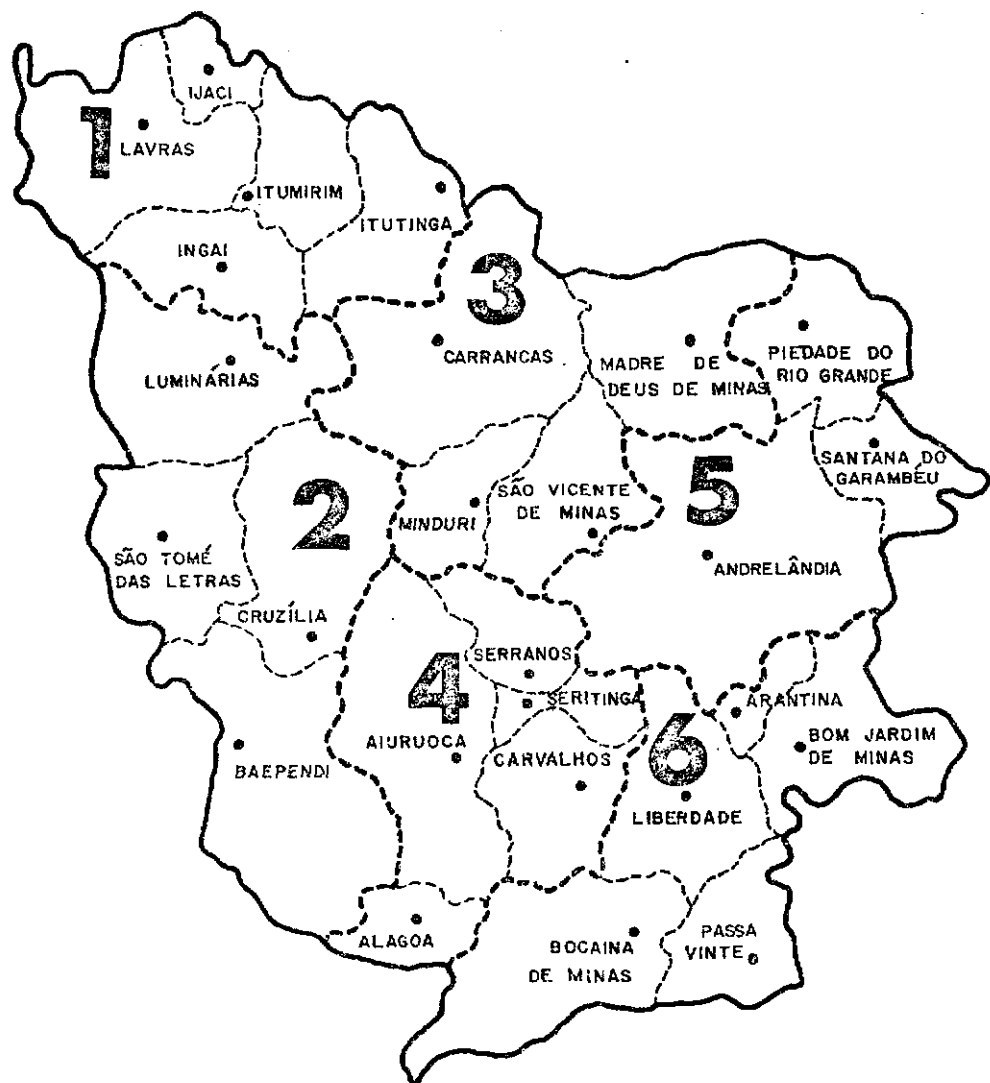 IJACI
1
LAVRAS
ITUMIRIM
ITUTINGA
INGAI
3
CARRANCAS
LUMINÁRIAS
MADRE DE
DEUS DE MINAS
PIEDADE DO
RIO GRANDE
SANTANA DO
GARAMBÉU
2
MINDURI
SÃO VICENTE
DE MINAS
5
ANDRELÂNDIA
SÃO TOMÉ
DAS LETRAS
CRUZÍLIA
4
SERRANOS
SERITINGA
AIURUOCA
CARVALHOS
6
ARANTINA
BOM JARDIM
DE MINAS
BAEPENDI
LIBERDADE
ALAGOA
BOCAINA
DE MINAS
PASSA
VINTE